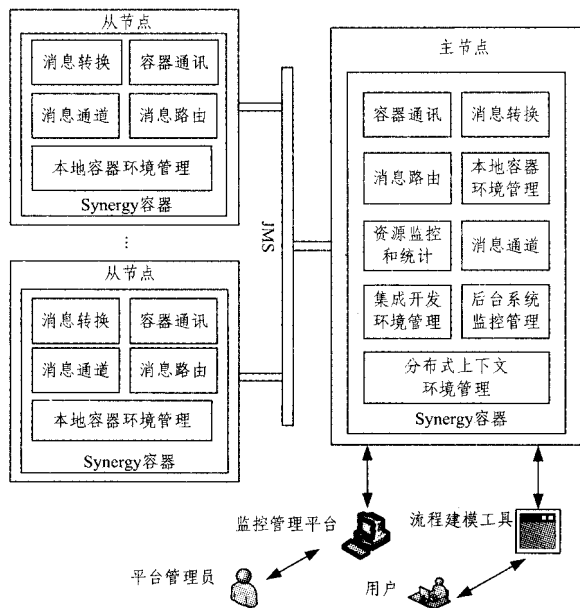 从节点
消息转换
容器通讯
消息通道
消息路由
本地容器环境管理
Synergy容器
...
从节点
消息转换
容器通讯
消息通道
消息路由
本地容器环境管理
Synergy容器
JMS
主节点
容器通讯
消息转换
消息路由
本地容器
环境管理
资源监控
和统计
消息通道
集成开发
环境管理
后台系统
监控管理
分布式上下文
环境管理
Synergy容器
监控管理平台
流程建模工具
平台管理员
用户